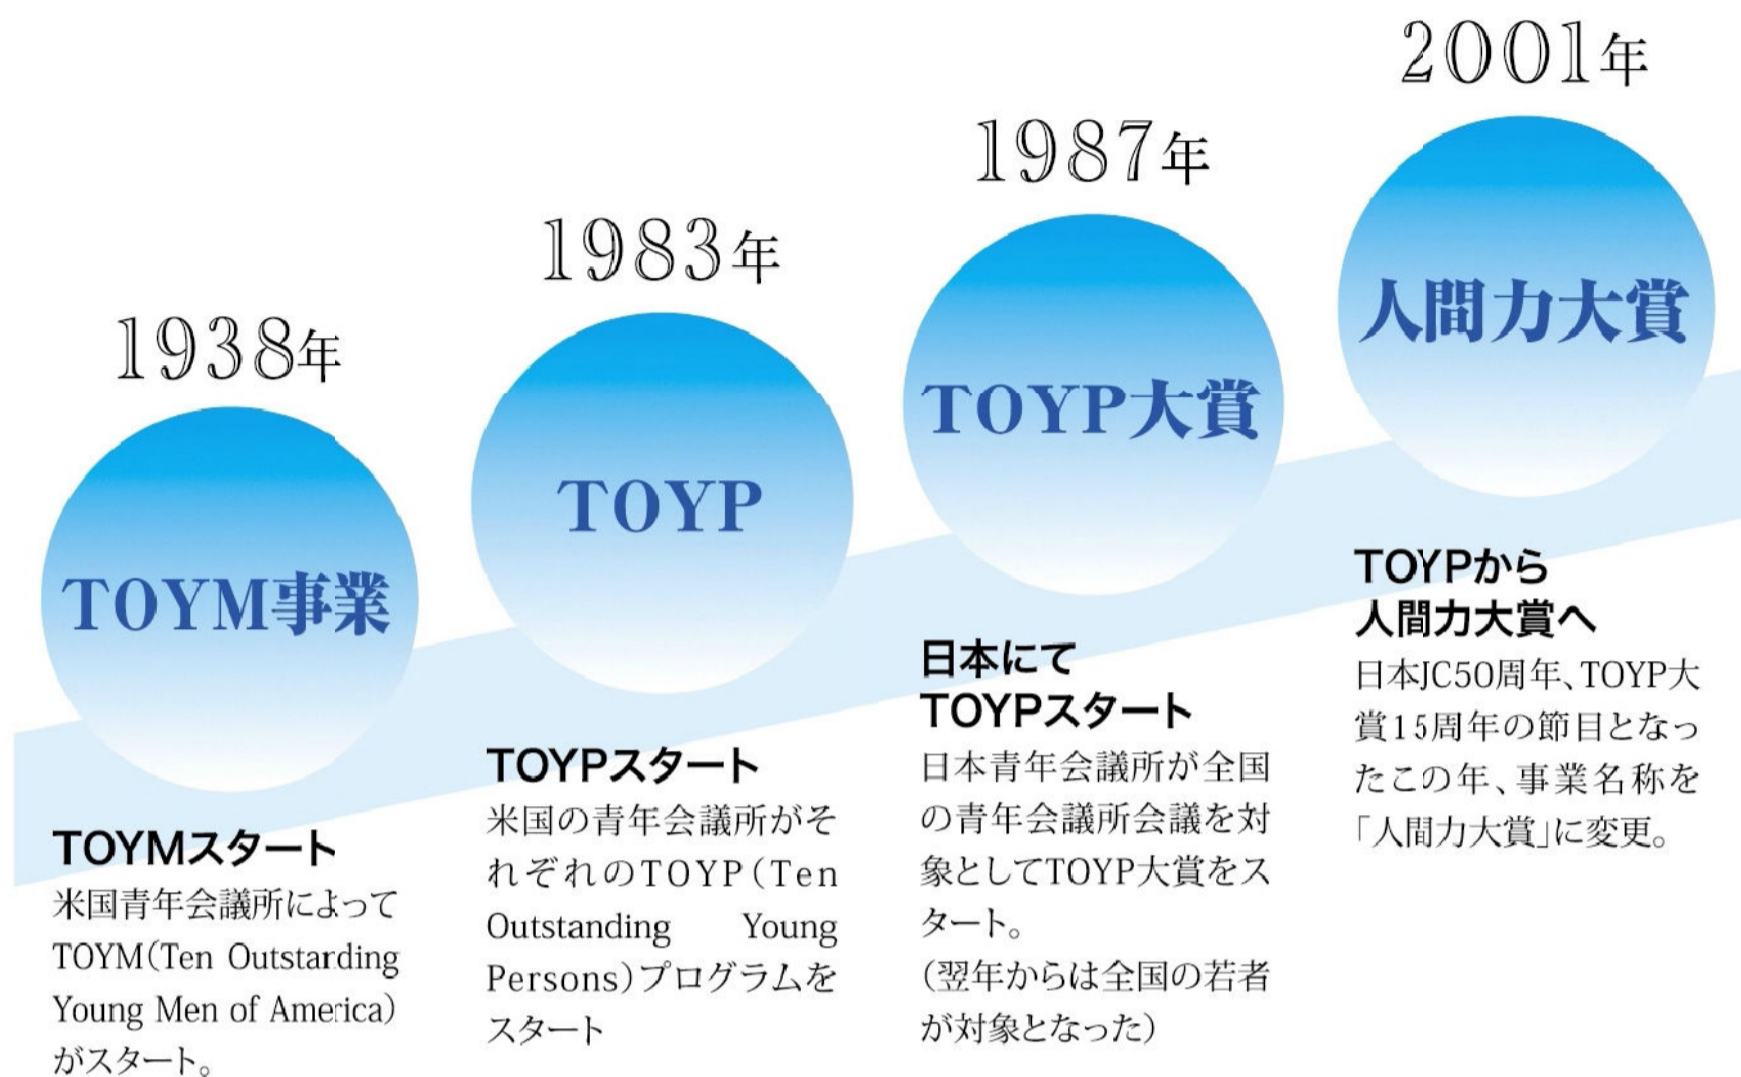 1938年
TOYM事業
TOYMスタート
米国青年会議所によって
TOYM(Ten Outstarding
Young Men of America)
がスタート。
1983年
TOYP
TOYPスタート
米国の青年会議所がそ
れぞれのTOYP(Ten
Outstanding Young
Persons)プログラムを
スタート
1987年
TOYP大賞
日本にて
TOYPスタート
日本青年会議所が全国
の青年会議所会議を対
象としてTOYP大賞をス
タート。
(翌年からは全国の若者
が対象となった)
2001年
人間力大賞
TOYPから
人間力大賞へ
日本JC50周年、TOYP大
賞15周年の節目となっ
たこの年、事業名称を
「人間力大賞」に変更。